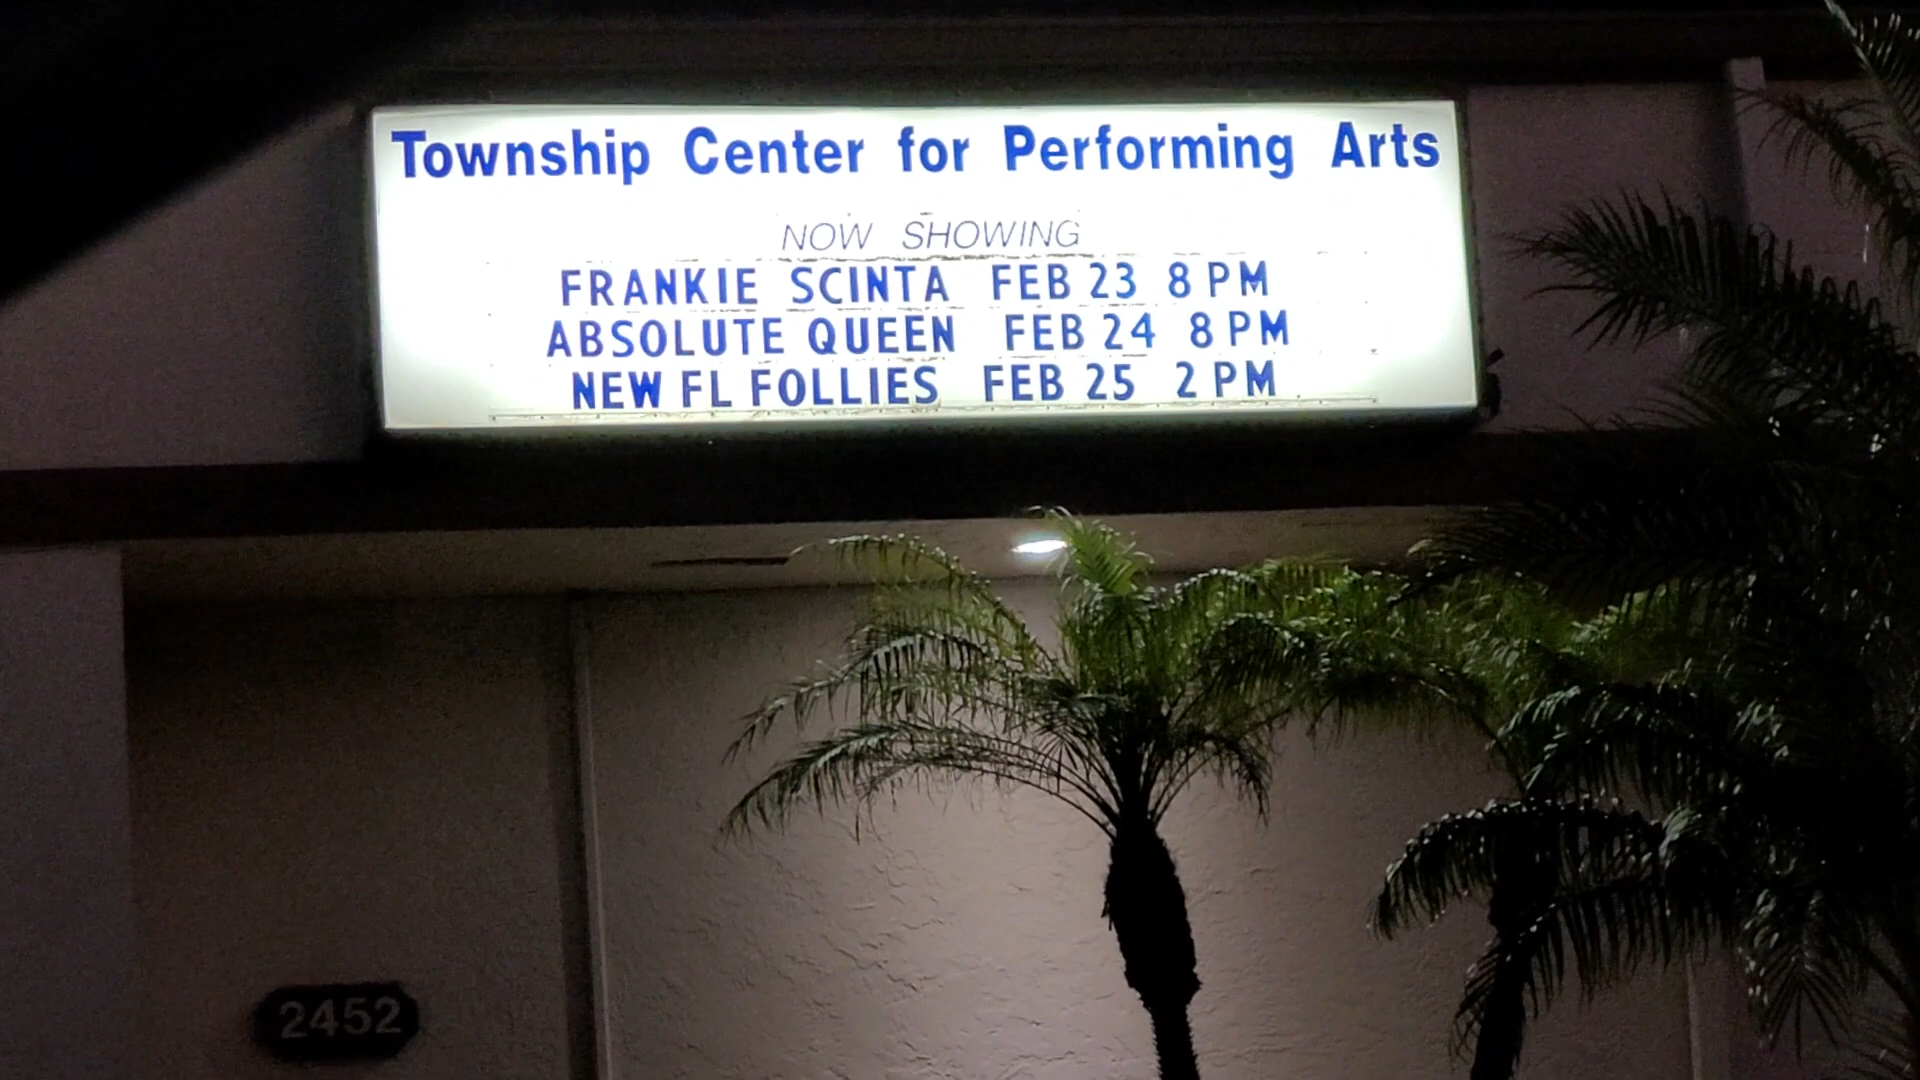 Township Center for Performing Arts
NOW SHOWING
FRANKIE SCINTA FEB 23 8 PM
ABSOLUTE QUEEN FEB 24 8 PM
NEW FL FOLLIES FEB 25 2 PM
2452